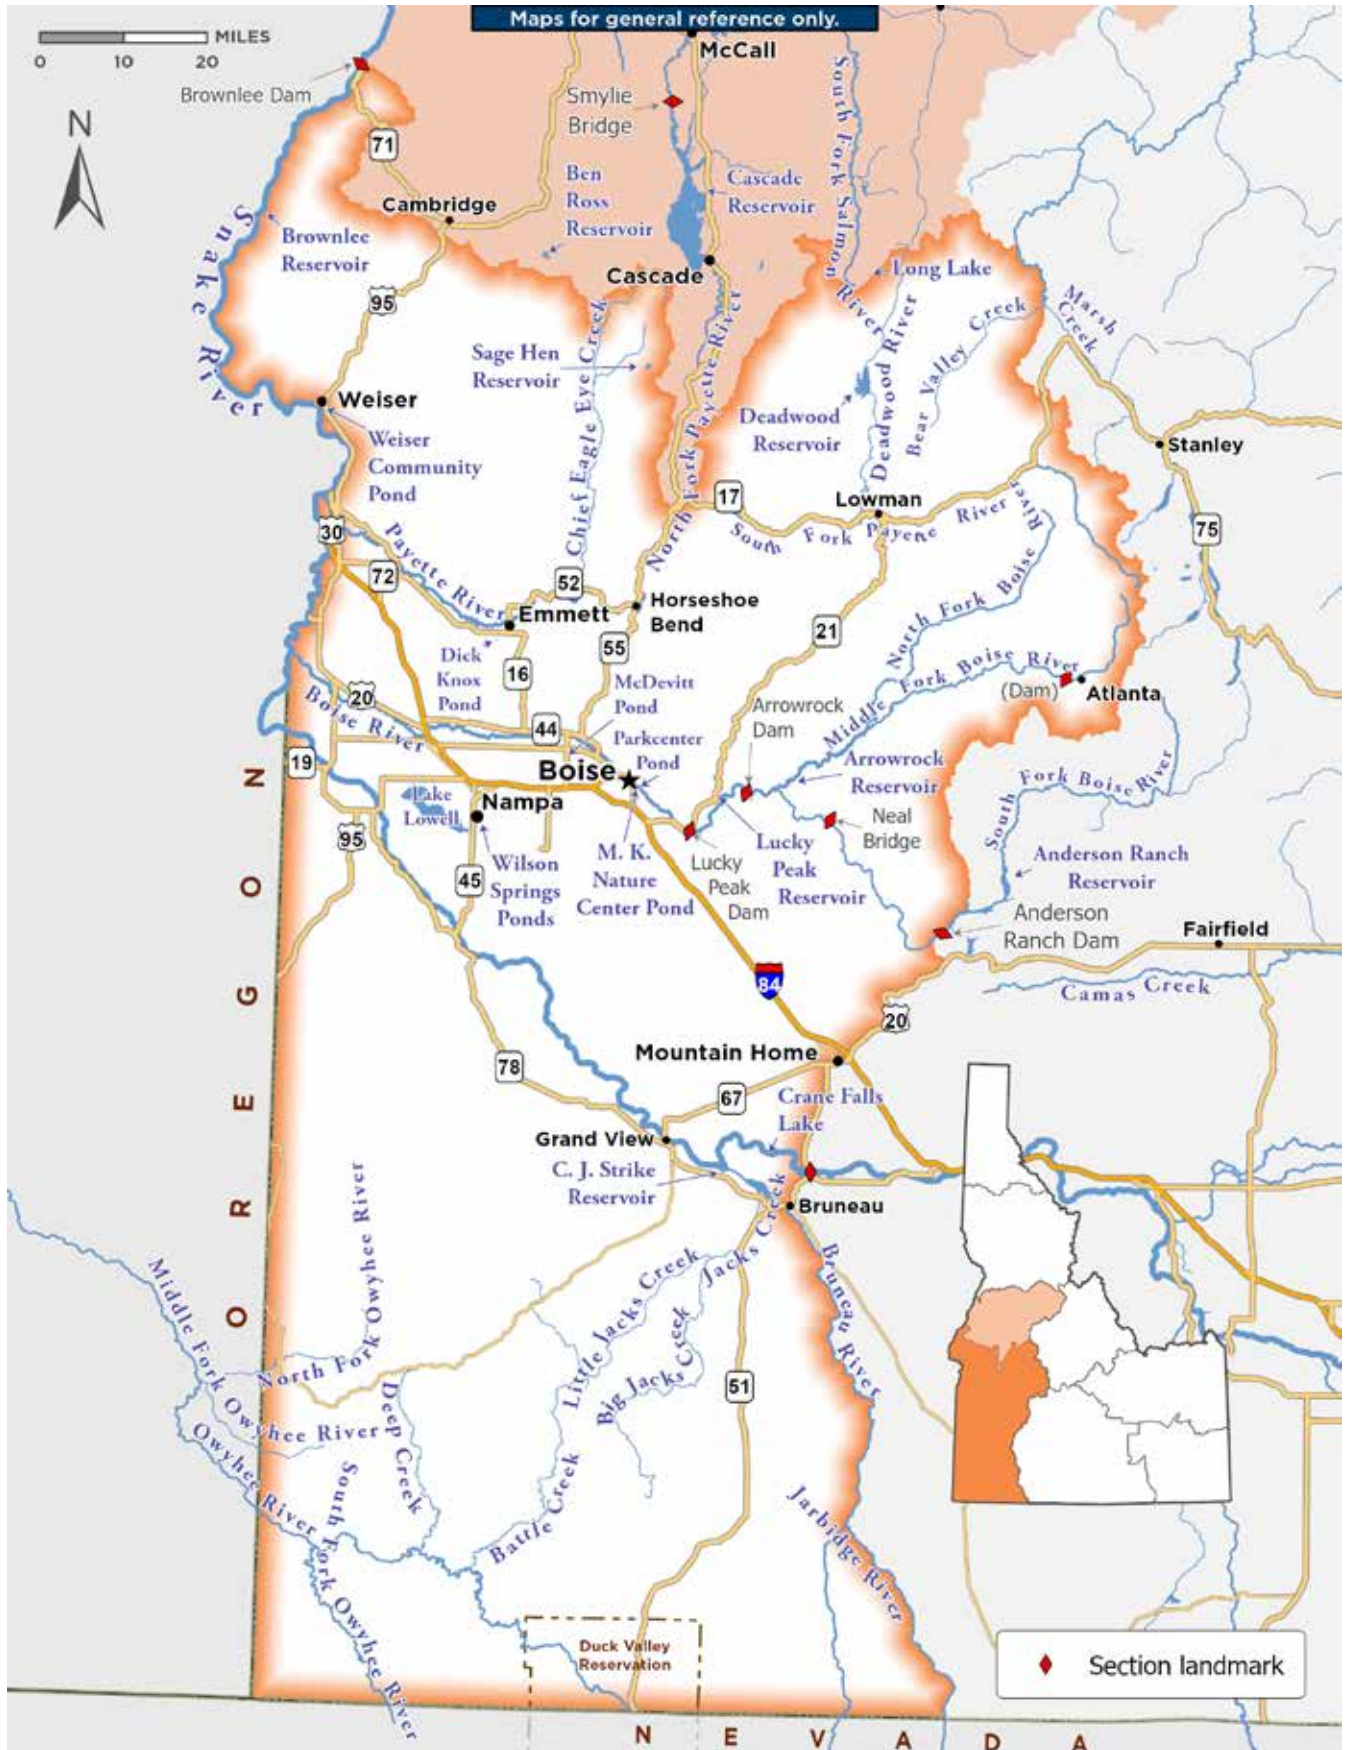 Maps for general reference only.
MILES
0 10 20
N
Brownlee Dam
McCall
Smylie
Bridge
South Fork Salmon River
71
Ben
Ross
Reservoir
Cascade
Reservoir
Cambridge
Snake River
Brownlee
Reservoir
Cascade
Long Lake
95
Marsh
Creek
Bear Valley Creek
Deadwood River
North Fork Payette River
Chief Eagle Eye Creek
Sage Hen
Reservoir
Weiser
Deadwood
Reservoir
Weiser
Community
Pond
Stanley
17
Lowman
South Fork Payette River
75
30
Payette River
72
52
Horseshoe
Bend
Emmett
North Fork Boise River
21
55
Dick
Knox
Pond
16
McDevitt
Pond
Middle Fork Boise River
(Dam)
Atlanta
20
Boise River
Arrowrock
Dam
44
Parkcenter
Pond
19
Boise
Arrowrock
Reservoir
South Fork Boise River
Lake
Lowell
Nampa
Neal
Bridge
95
45
Wilson
Springs
Ponds
M. K.
Nature
Center Pond
Lucky
Peak
Dam
Lucky
Peak
Reservoir
Anderson Ranch
Reservoir
Anderson
Ranch Dam
Fairfield
84
Camas Creek
20
Mountain Home
78
67
Crane Falls
Lake
Grand View
C. J. Strike
Reservoir
Bruneau
OREGON
Jacks Creek
Bruneau River
North Fork Owyhee River
Middle Fork Owyhee River
Little Jacks Creek
Big Jacks Creek
51
Deep Creek
Owyhee River
South Fork Owyhee River
Battle Creek
Jarbidge River
Duck Valley
Reservation
Section landmark
NEVADA